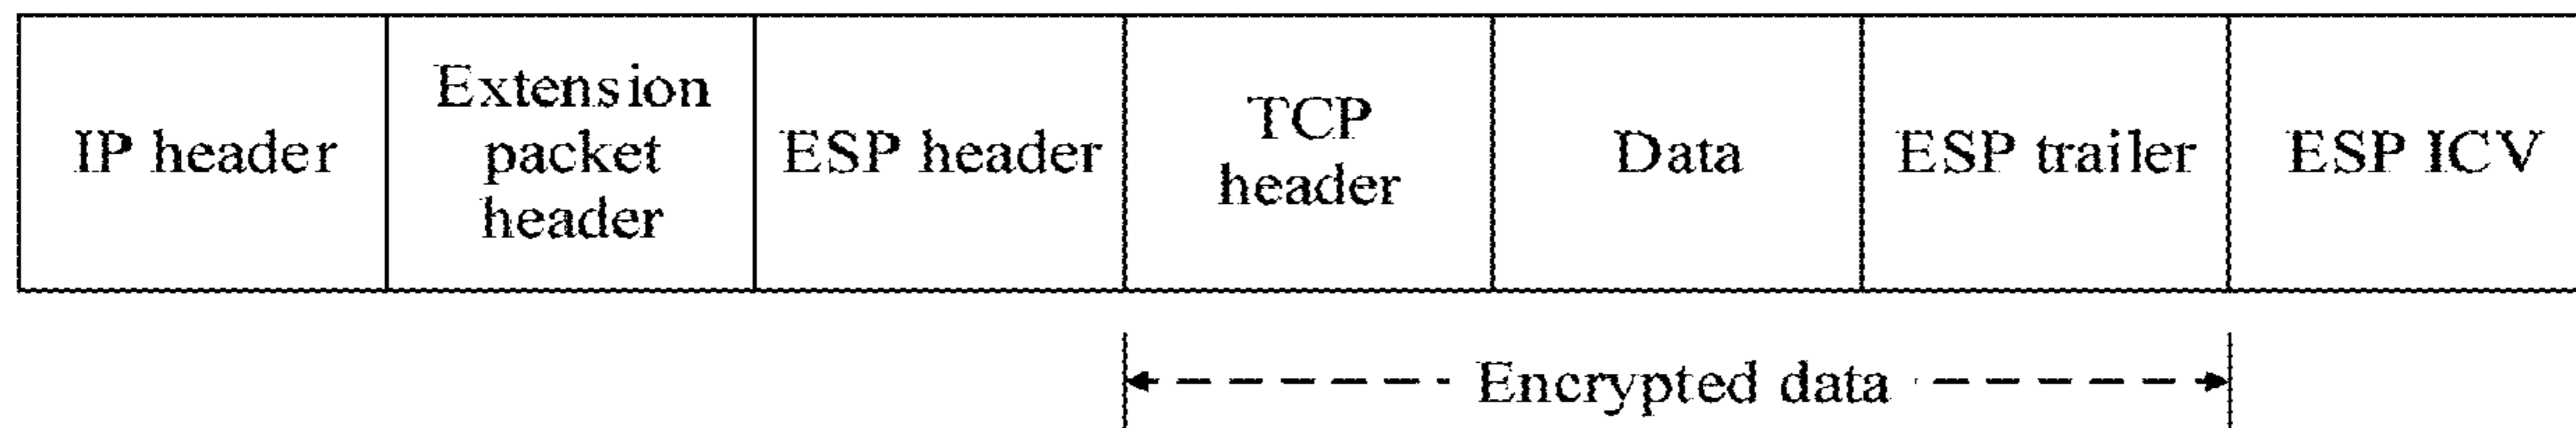 IP header
Extension
packet
header
ESP header
TCP
header
Data
ESP trailer
ESP ICV
Encrypted data